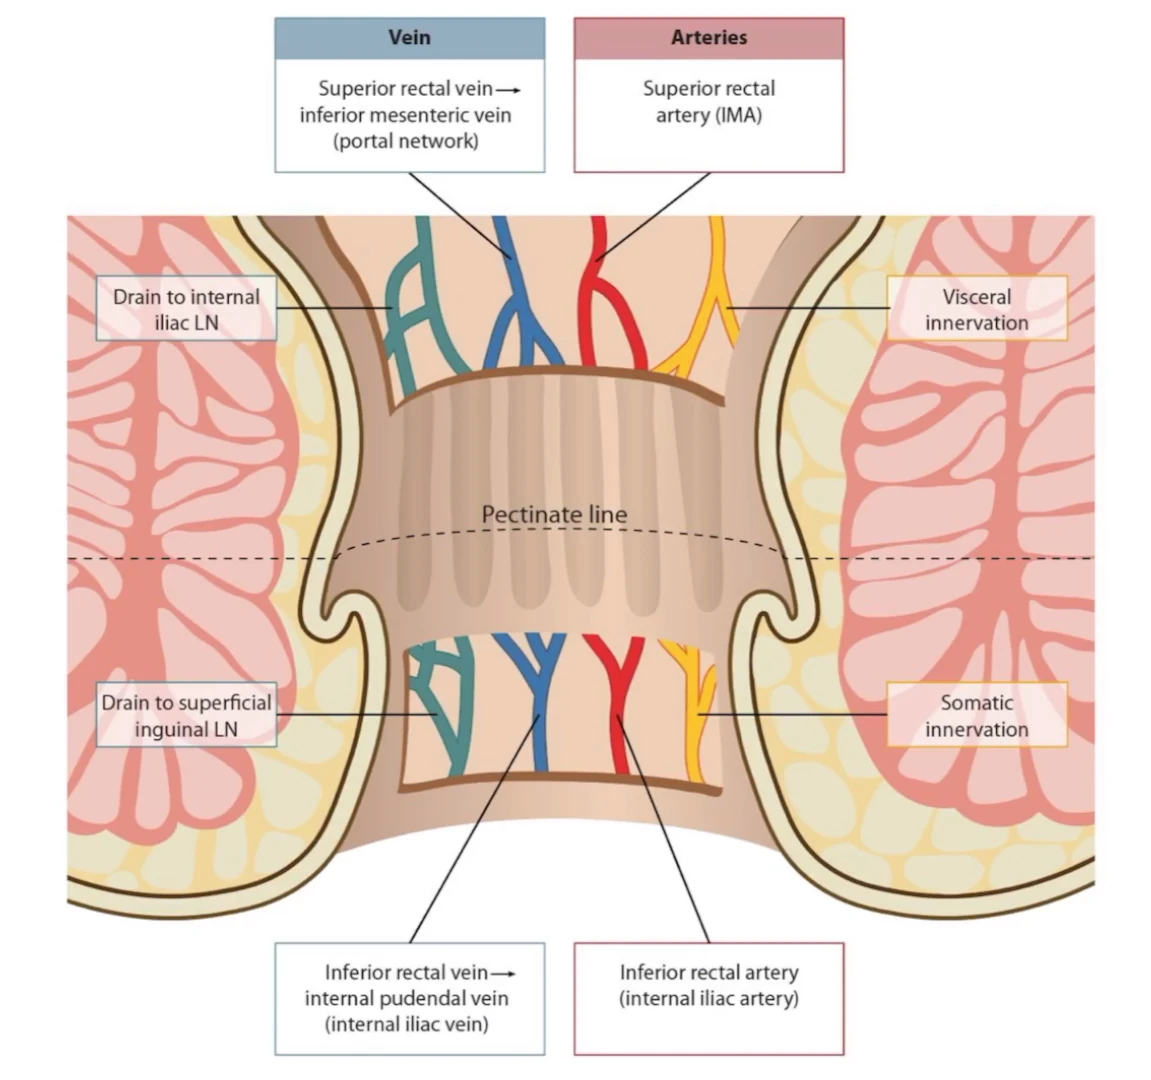 Vein
Superior rectal vein→
inferior mesenteric vein
(portal network)
Arteries
Superior rectal
artery (IMA)
Drain to internal
iliac LN
Visceral
innervation
Pectinate line
Drain to superficial
inguinal LN
Somatic
innervation
Inferior rectal vein→
internal pudendal vein
(internal iliac vein)
Inferior rectal artery
(internal iliac artery)